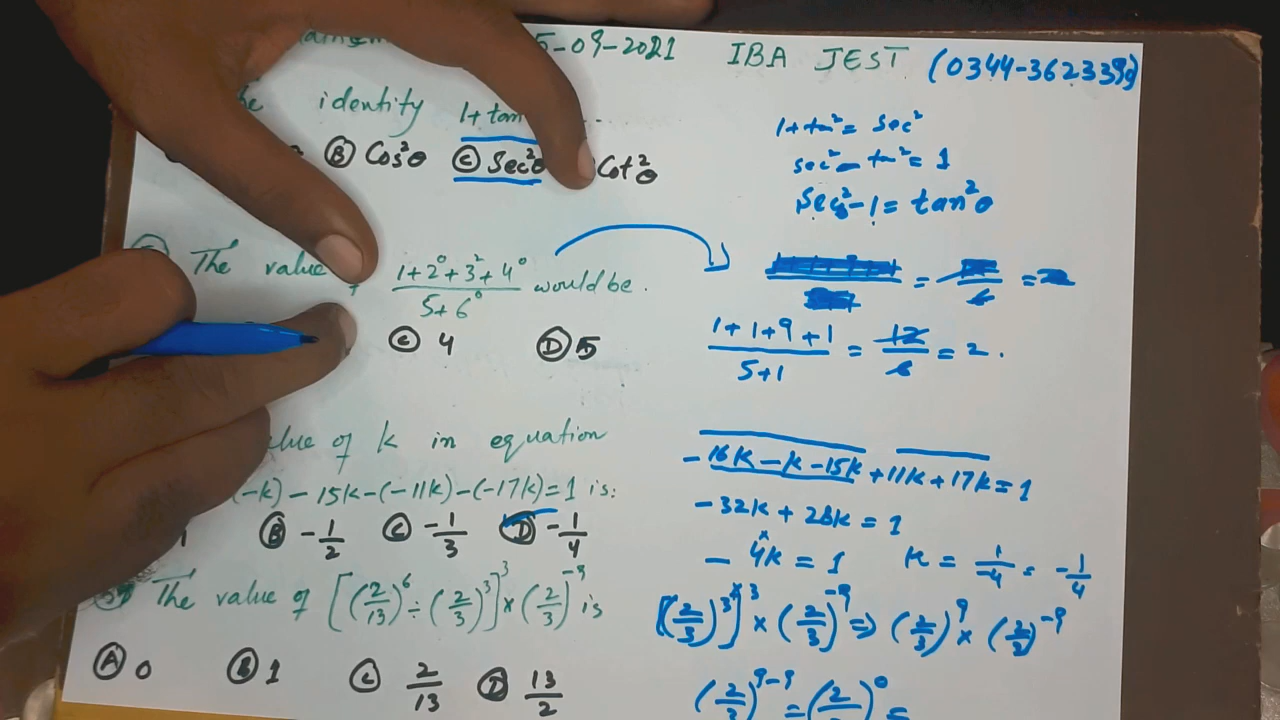 5-09-2021 IBA JEST (0344-3623390)
identity 1+tan ...
Ⓑ Cos²θ Ⓒ Sec²θ Cot²θ
1+tan² = Sec²
sec² - tan² = 1
Sec² - 1 = tan²θ
The value (1+2⁰+3²+4⁰)/(5+6⁰) would be.
Ⓒ 4 Ⓓ 5
(1+1+9+1)/(5+1) = 12/6 = 2.
value of k in equation
(-k) - 15k - (-11k) - (-17k) = 1 is:
Ⓑ -1/2 Ⓒ -1/3 Ⓓ -1/4
-16k - k - 15k + 11k + 17k = 1
-32k + 28k = 1
-4k = 1 k = 1/-4 = -1/4
The value of [(2/13)⁶ ÷ (2/3)³]³ × (2/3)⁻⁹ is
Ⓐ 0 Ⓑ 1 Ⓒ 2/13 Ⓓ 13/2
[(2/3)³]ˣ³ × (2/3)⁻⁹ ⇒ (2/3)⁹ × (2/3)⁻⁹
(2/3)⁹⁻⁹ = (2/3)⁰ =